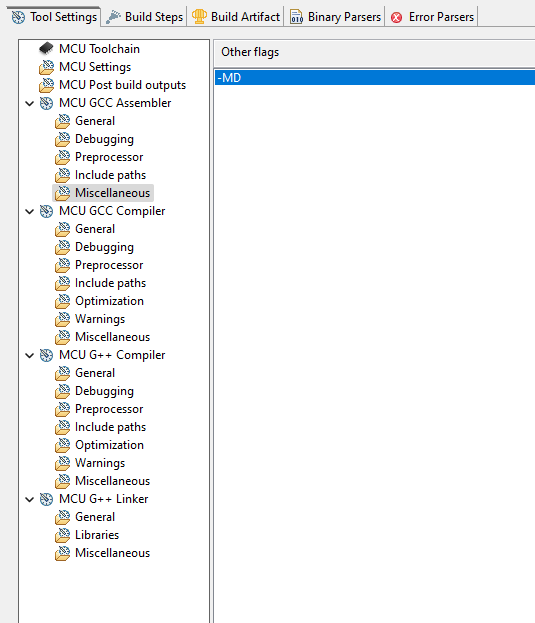 Tool Settings Build Steps Build Artifact Binary Parsers Error Parsers
MCU Toolchain
MCU Settings
MCU Post build outputs
MCU GCC Assembler
General
Debugging
Preprocessor
Include paths
Miscellaneous
MCU GCC Compiler
General
Debugging
Preprocessor
Include paths
Optimization
Warnings
Miscellaneous
MCU G++ Compiler
General
Debugging
Preprocessor
Include paths
Optimization
Warnings
Miscellaneous
MCU G++ Linker
General
Libraries
Miscellaneous
Other flags
-MD